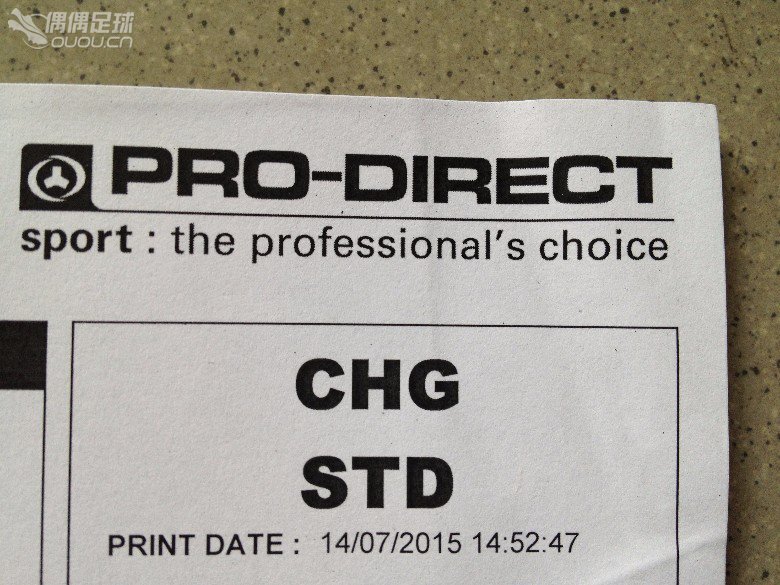 偶偶足球
ouou.cn
PRO-DIRECT
sport : the professional's choice
CHG
STD
PRINT DATE : 14/07/2015 14:52:47